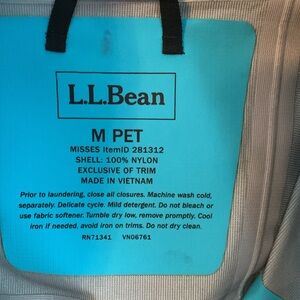 L.L.Bean
M PET
MISSES ItemID 281312
SHELL: 100% NYLON
EXCLUSIVE OF TRIM
MADE IN VIETNAM
Prior to laundering, close all closures. Machine wash cold,
separately. Delicate cycle. Mild detergent. Do not bleach or
use fabric softener. Tumble dry low, remove promptly. Cool
iron if needed, avoid iron on trims. Do not dry clean.
RN71341 VN06761